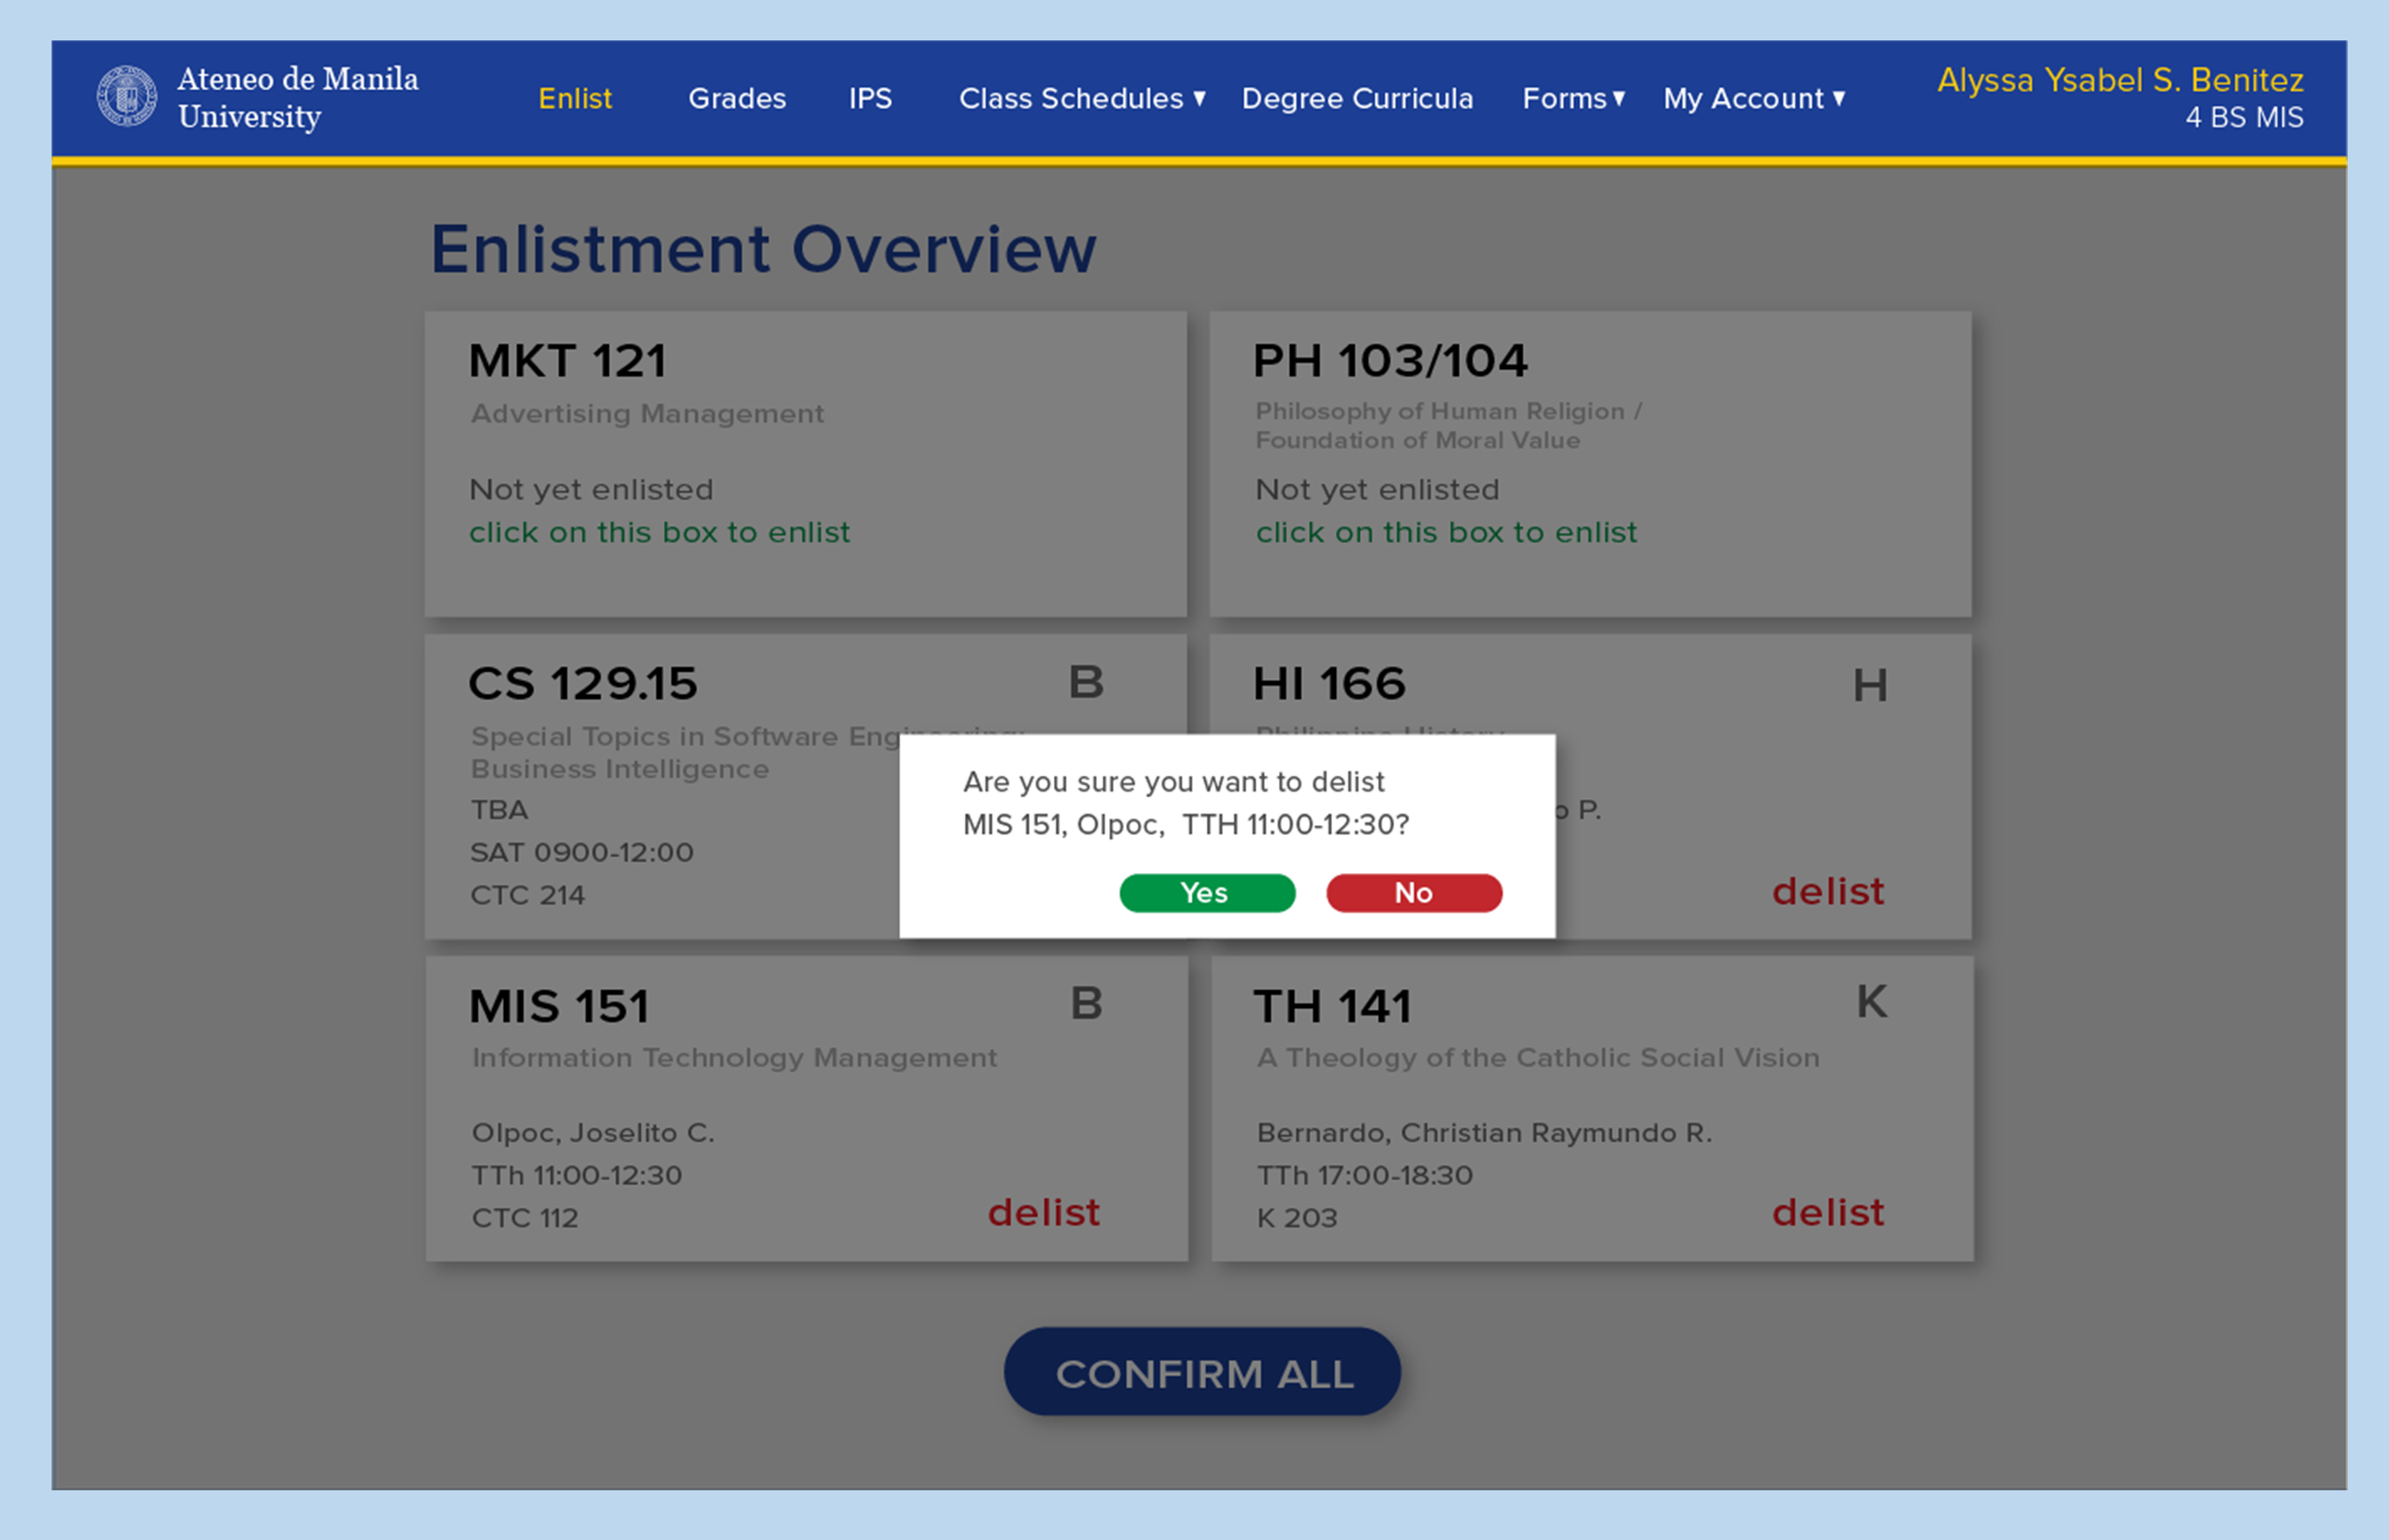 Ateneo de Manila
University
Enlist
Grades
IPS
Class Schedules ▼
Degree Curricula
Forms ▼
My Account ▼
Alyssa Ysabel S. Benitez
4 BS MIS
Enlistment Overview
MKT 121
Advertising Management
Not yet enlisted
click on this box to enlist
PH 103/104
Philosophy of Human Religion /
Foundation of Moral Value
Not yet enlisted
click on this box to enlist
CS 129.15
B
Special Topics in Software Engineering:
Business Intelligence
TBA
SAT 0900-12:00
CTC 214
HI 166
H
Philippine History
P.
delist
Are you sure you want to delist
MIS 151, Olpoc, TTH 11:00-12:30?
Yes
No
MIS 151
B
Information Technology Management
Olpoc, Joselito C.
TTh 11:00-12:30
CTC 112
delist
TH 141
K
A Theology of the Catholic Social Vision
Bernardo, Christian Raymundo R.
TTh 17:00-18:30
K 203
delist
CONFIRM ALL